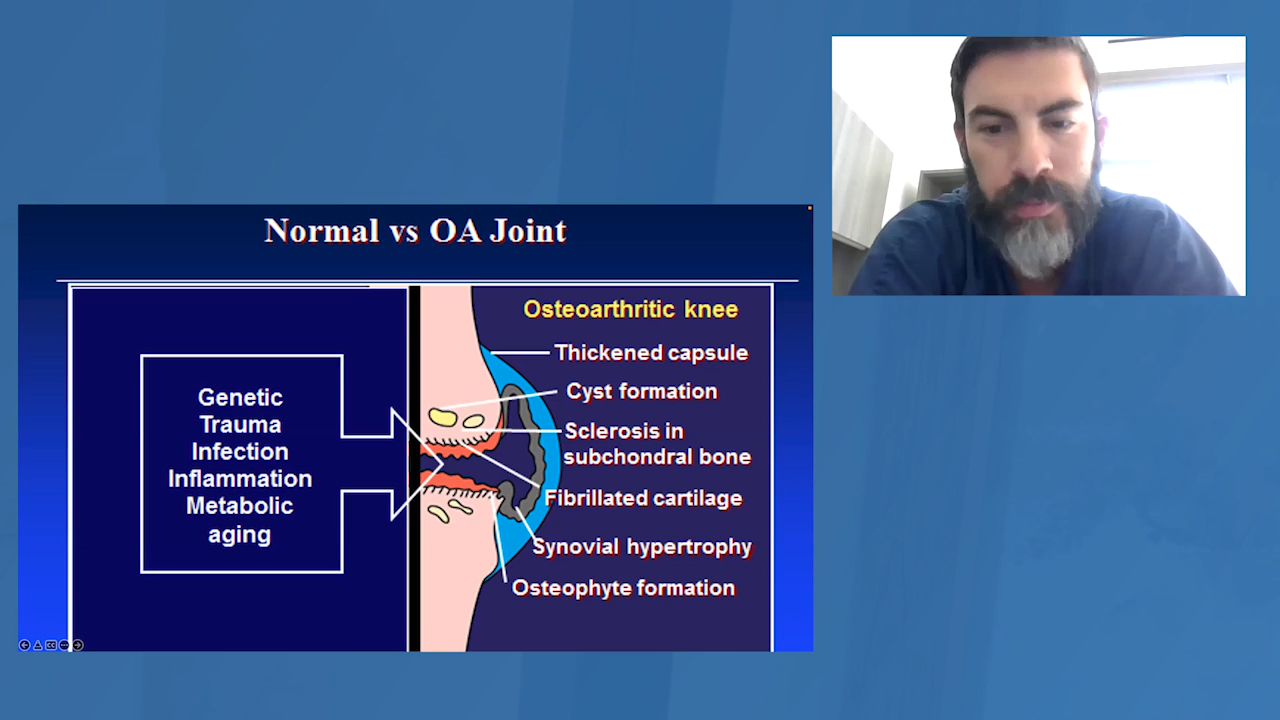 Normal vs OA Joint
Genetic
Trauma
Infection
Inflammation
Metabolic
aging
Osteoarthritic knee
Thickened capsule
Cyst formation
Sclerosis in
subchondral bone
Fibrillated cartilage
Synovial hypertrophy
Osteophyte formation